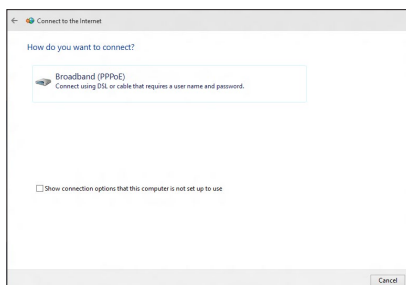 Connect to the Internet
How do you want to connect?
Broadband (PPPoE)
Connect using DSL or cable that requires a user name and password.
Show connection options that this computer is not set up to use
Cancel